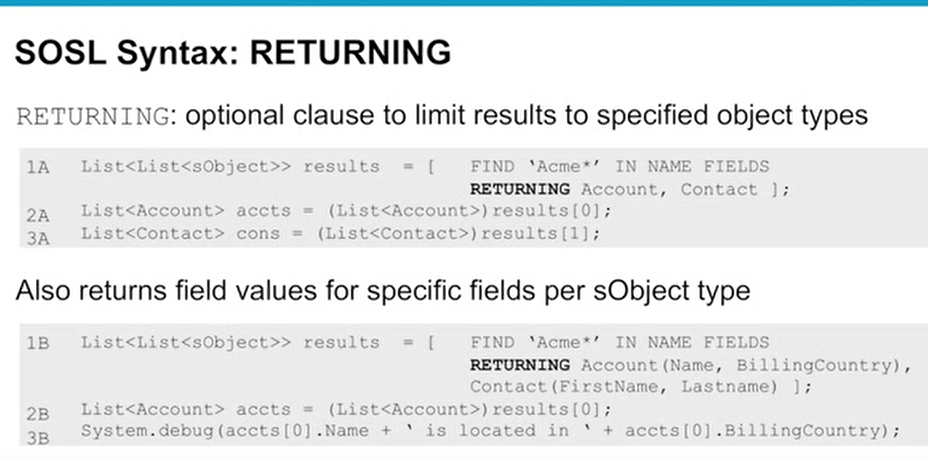 SOSL Syntax: RETURNING
RETURNING: optional clause to limit results to specified object types
1A List<List<sObject>> results = [ FIND ‘Acme*’ IN NAME FIELDS
RETURNING Account, Contact ];
2A List<Account> accts = (List<Account>)results[0];
3A List<Contact> cons = (List<Contact>)results[1];
Also returns field values for specific fields per sObject type
1B List<List<sObject>> results = [ FIND ‘Acme*’ IN NAME FIELDS
RETURNING Account(Name, BillingCountry),
Contact(FirstName, Lastname) ];
2B List<Account> accts = (List<Account>)results[0];
3B System.debug(accts[0].Name + ‘ is located in ‘ + accts[0].BillingCountry);